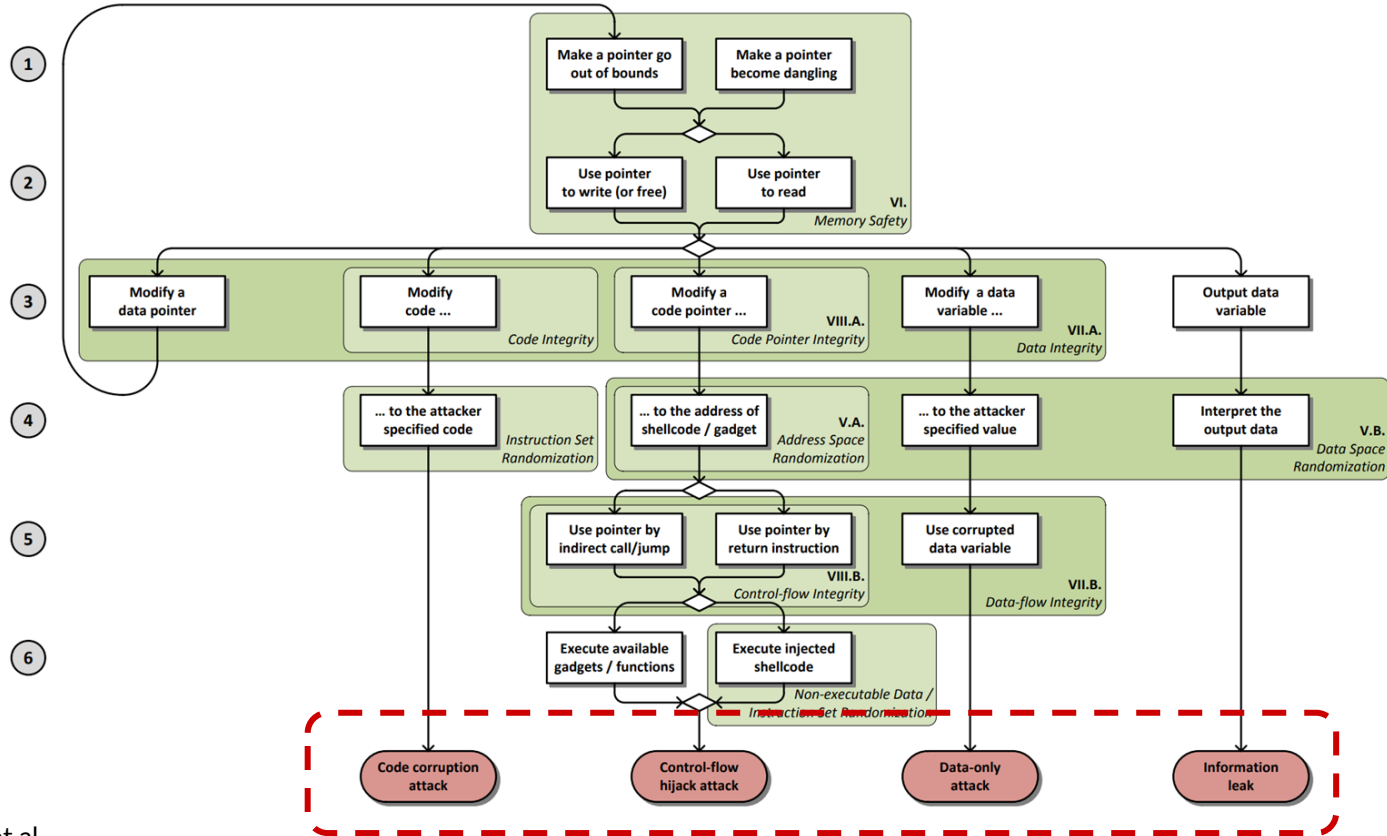 1
Make a pointer go
out of bounds
Make a pointer
become dangling
2
Use pointer
to write (or free)
Use pointer
to read
VI.
Memory Safety
3
Modify a
data pointer
Modify
code ...
Code Integrity
Modify a
code pointer ...
VIII.A.
Code Pointer Integrity
Modify a data
variable ...
VII.A.
Data Integrity
Output data
variable
4
... to the attacker
specified code
Instruction Set
Randomization
... to the address of
shellcode / gadget
V.A.
Address Space
Randomization
... to the attacker
specified value
Interpret the
output data
V.B.
Data Space
Randomization
5
Use pointer by
indirect call/jump
Use pointer by
return instruction
VIII.B.
Control-flow Integrity
Use corrupted
data variable
VII.B.
Data-flow Integrity
6
Execute available
gadgets / functions
Execute injected
shellcode
Non-executable Data /
Instruction Set Randomization
Code corruption
attack
Control-flow
hijack attack
Data-only
attack
Information
leak
et al